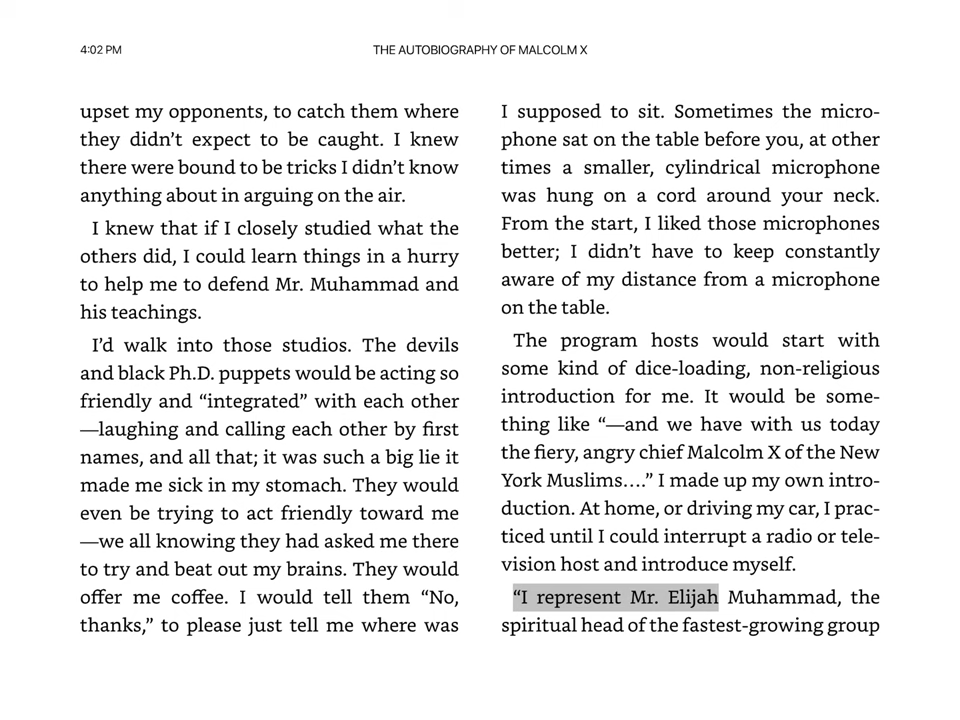 4:02 PM
THE AUTOBIOGRAPHY OF MALCOLM X
upset my opponents, to catch them where
they didn’t expect to be caught. I knew
there were bound to be tricks I didn’t know
anything about in arguing on the air.
I knew that if I closely studied what the
others did, I could learn things in a hurry
to help me to defend Mr. Muhammad and
his teachings.
I’d walk into those studios. The devils
and black Ph.D. puppets would be acting so
friendly and “integrated” with each other
—laughing and calling each other by first
names, and all that; it was such a big lie it
made me sick in my stomach. They would
even be trying to act friendly toward me
—we all knowing they had asked me there
to try and beat out my brains. They would
offer me coffee. I would tell them “No,
thanks,” to please just tell me where was
I supposed to sit. Sometimes the micro-
phone sat on the table before you, at other
times a smaller, cylindrical microphone
was hung on a cord around your neck.
From the start, I liked those microphones
better; I didn’t have to keep constantly
aware of my distance from a microphone
on the table.
The program hosts would start with
some kind of dice-loading, non-religious
introduction for me. It would be some-
thing like “—and we have with us today
the fiery, angry chief Malcolm X of the New
York Muslims....” I made up my own intro-
duction. At home, or driving my car, I prac-
ticed until I could interrupt a radio or tele-
vision host and introduce myself.
“I represent Mr. Elijah Muhammad, the
spiritual head of the fastest-growing group